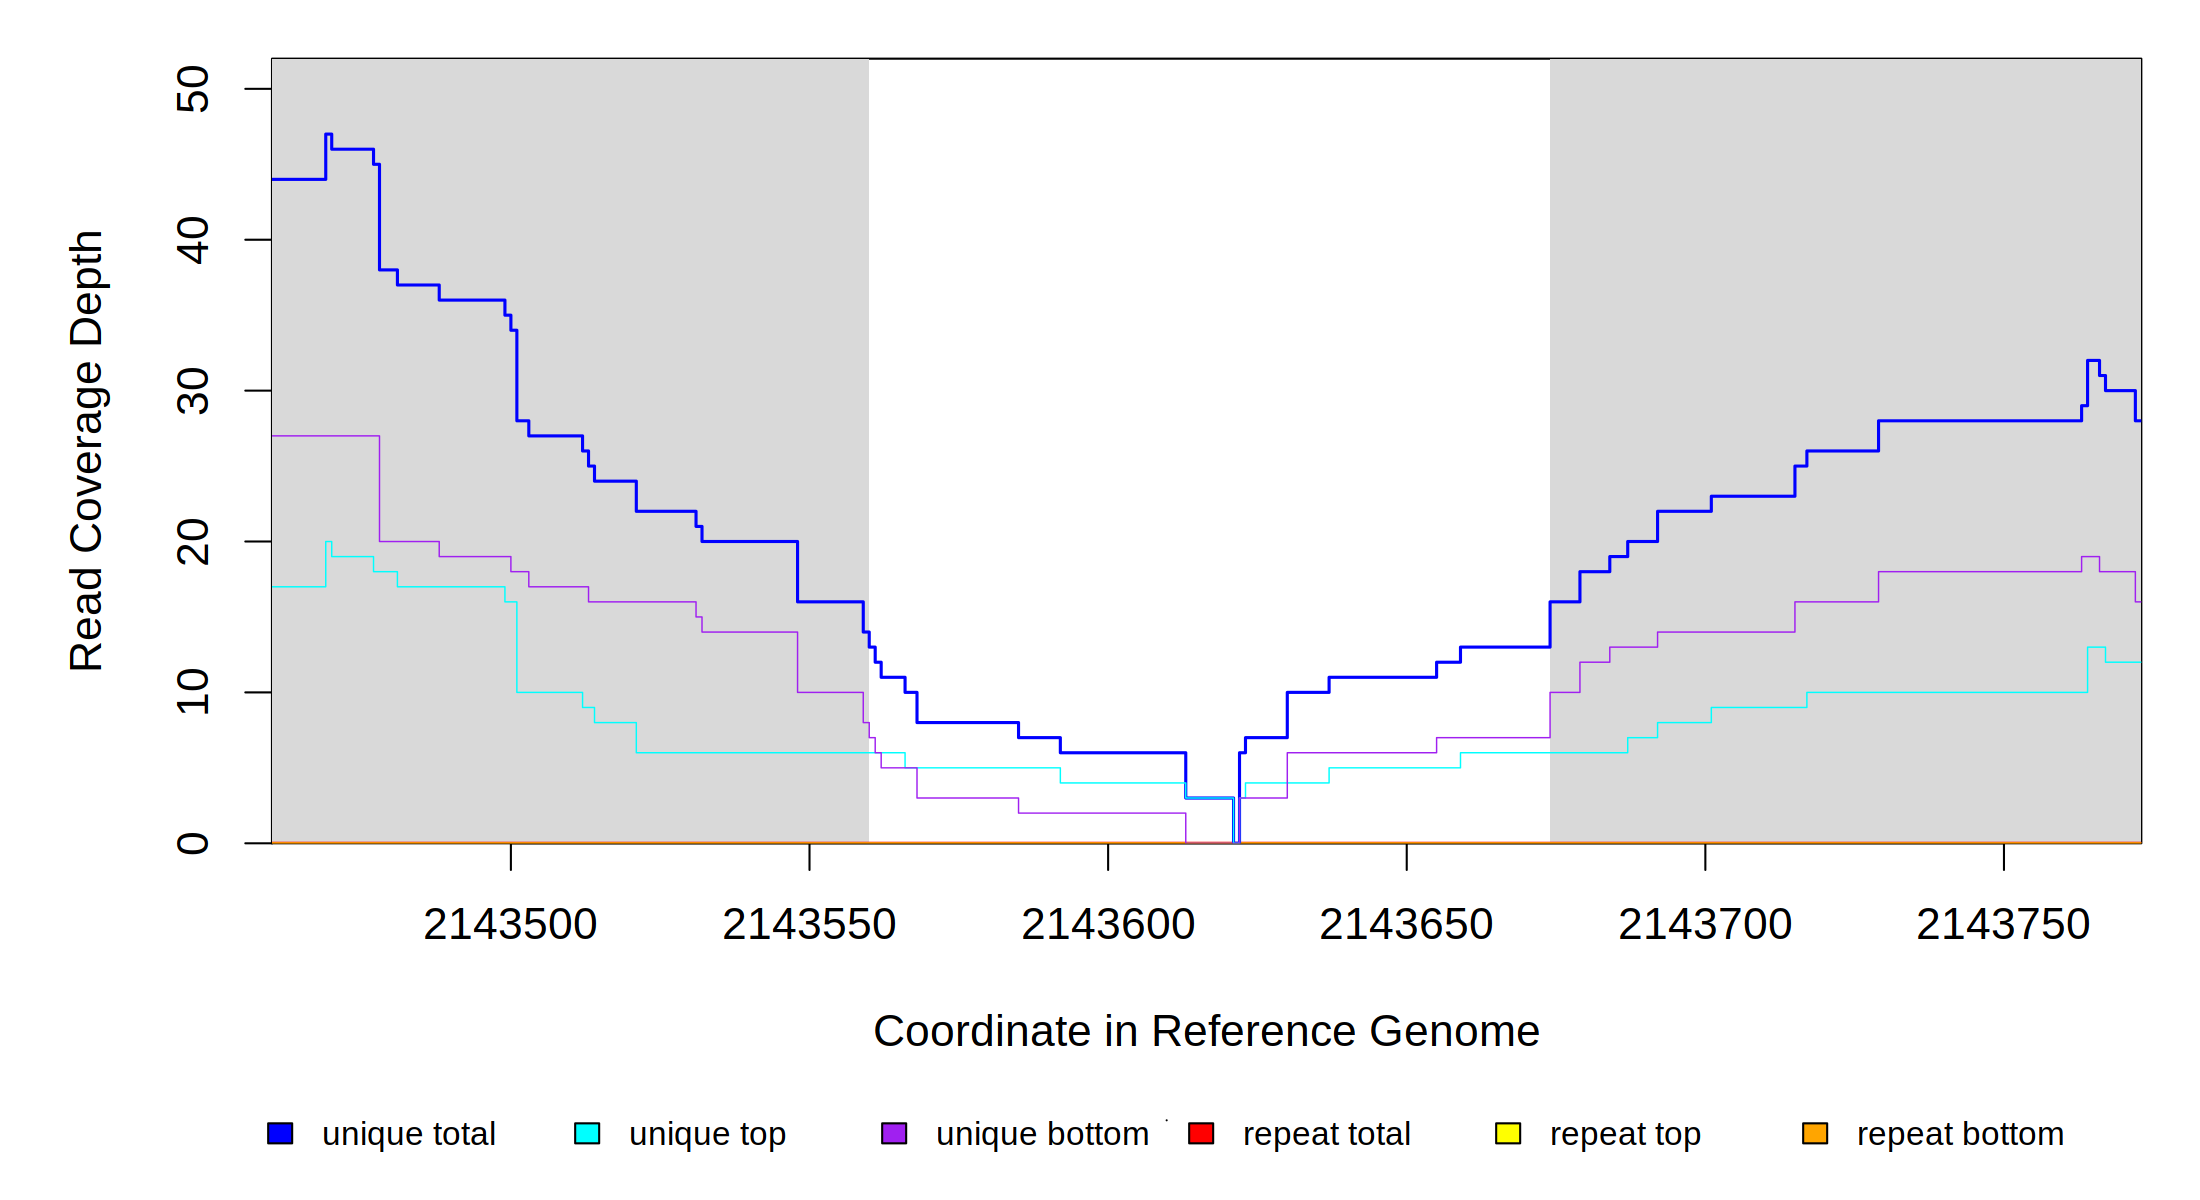 Read Coverage Depth
50
40
30
20
10
0
2143500 2143550 2143600 2143650 2143700 2143750
Coordinate in Reference Genome
unique total unique top unique bottom repeat total repeat top repeat bottom